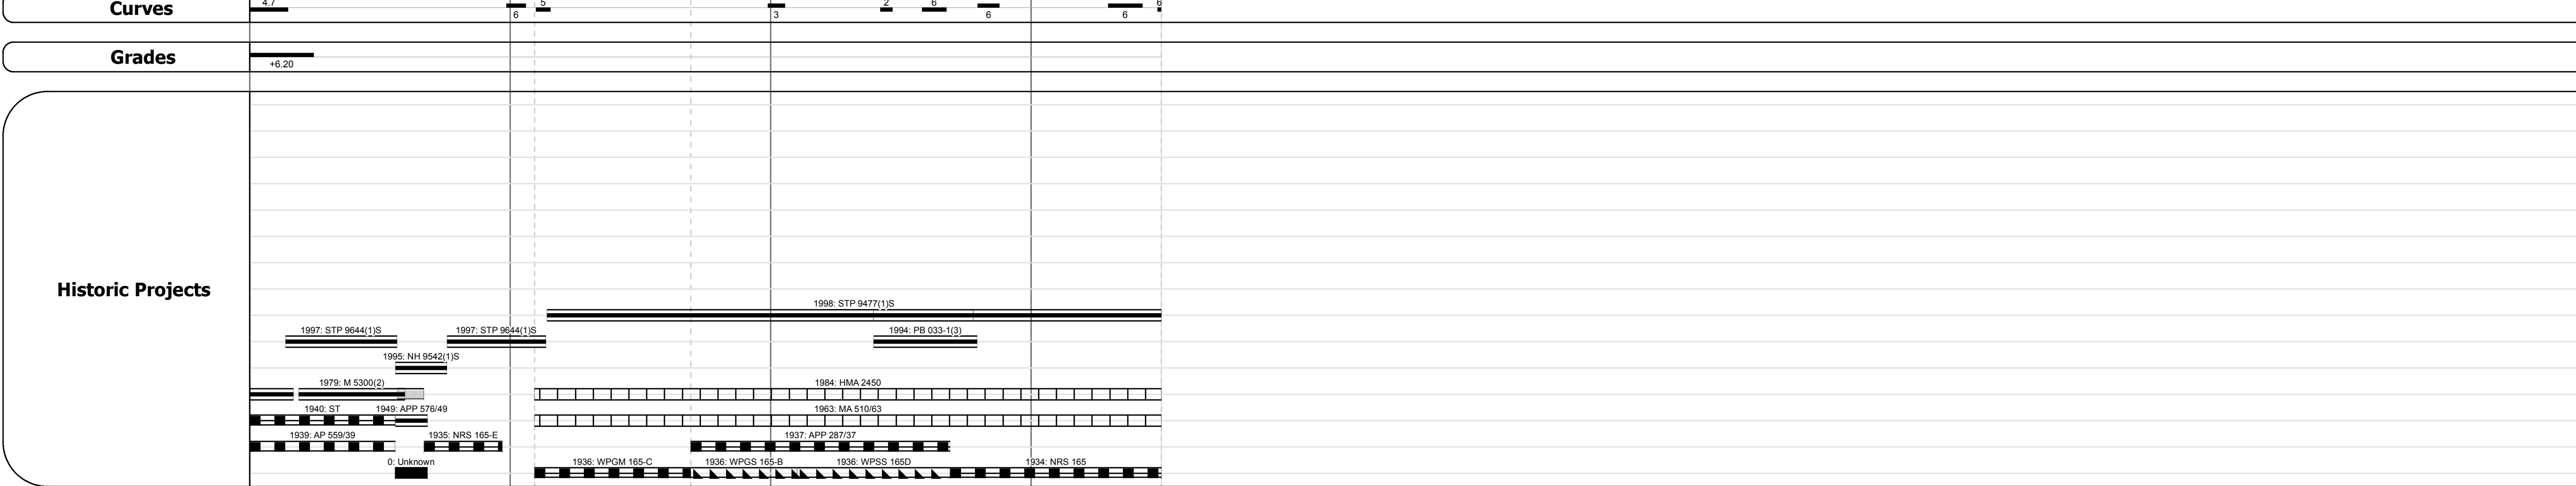 4.7 5 2 6 6
Curves
6 3 6 6
Grades
+6.20
Historic Projects
1998: STP 9477(1)S
1997: STP 9644(1)S 1997: STP 9644(1)S 1994: PB 033-1(3)
1995: NH 9542(1)S
1979: M 5300(2) 1984: HMA 2450
1940: ST 1949: APP 576/49 1963: MA 510/63
1939: AP 559/39 1935: NRS 165-E 1937: APP 287/37
0: Unknown 1936: WPGM 165-C 1936: WPGS 165-B 1936: WPSS 165D 1934: NRS 165